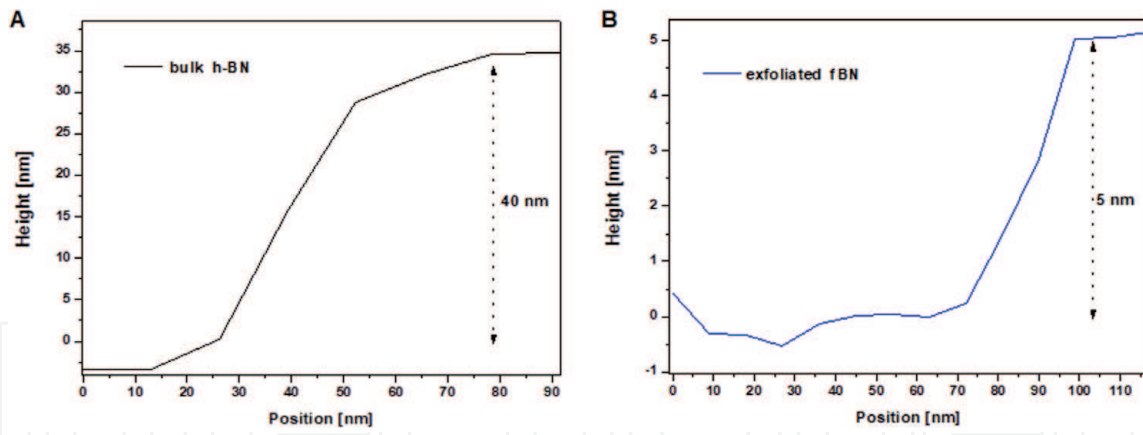 A
bulk h-BN
Height [nm]
35
30
25
20
15
10
5
0
40 nm
0 10 20 30 40 50 60 70 80 90
Position [nm]
B
exfoliated fBN
Height [nm]
5
4
3
2
1
0
-1
5 nm
0 10 20 30 40 50 60 70 80 90 100 110
Position [nm]